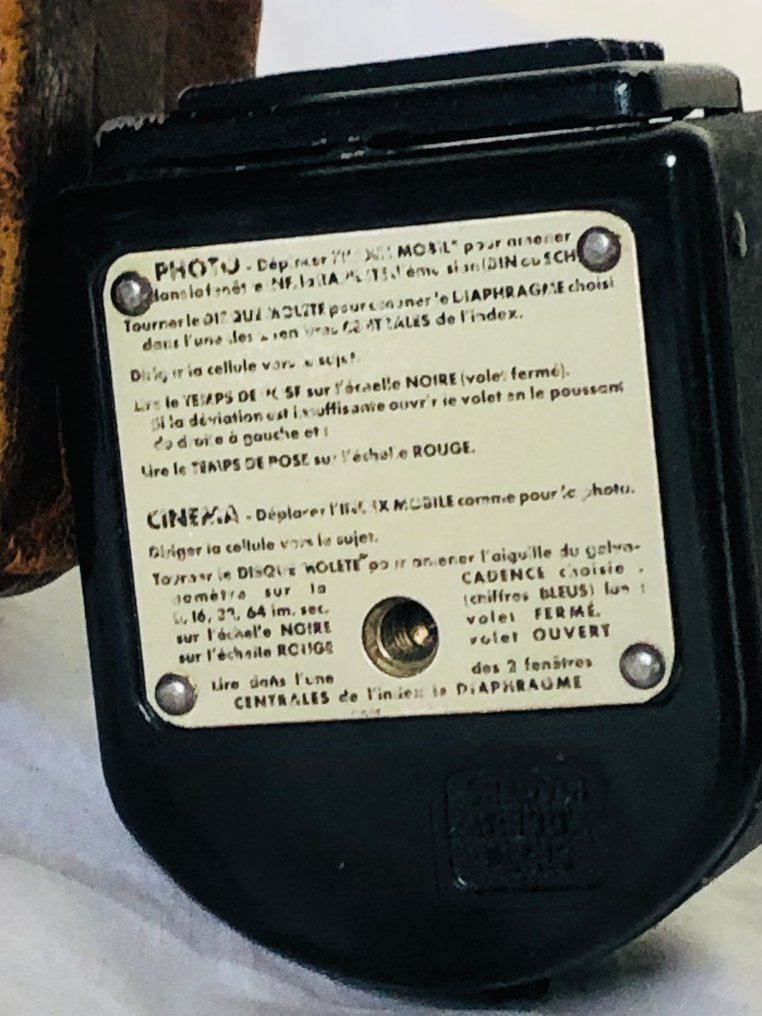 PHOTO - Déplacer MOBILE pour amener
dans la fenêtre (DIN ou SCH
Tourner le DISQUE MOLETÉ pour amener le DIAPHRAGME choisi
dans l'une des CENTRALES de l'index.
Diriger la cellule vers le sujet.
Lire le TEMPS DE POSE sur l'échelle NOIRE (volet fermé).
Si la déviation est insuffisante ouvrir le volet en le poussant
de droite à gauche et :
Lire le TEMPS DE POSE sur l'échelle ROUGE.
CINEMA - Déplacer l'INDEX MOBILE comme pour la photo.
Diriger la cellule vers le sujet.
Tourner le DISQUE MOLETÉ pour amener l'aiguille du galva-
nomètre sur la CADENCE choisie
16, 32, 64 im. sec. (chiffres BLEUS)
sur l'échelle NOIRE volet FERMÉ.
sur l'échelle ROUGE volet OUVERT
Lire dans l'une des 2 fenêtres
CENTRALES de l'index le DIAPHRAGME